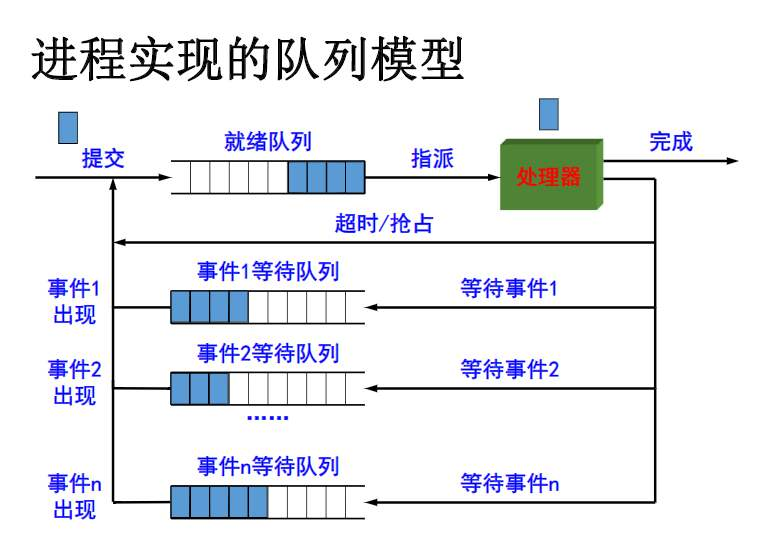 进程实现的队列模型
提交
就绪队列
指派
处理器
完成
超时/抢占
事件1
出现
事件1等待队列
等待事件1
事件2
出现
事件2等待队列
等待事件2
……
事件n
出现
事件n等待队列
等待事件n